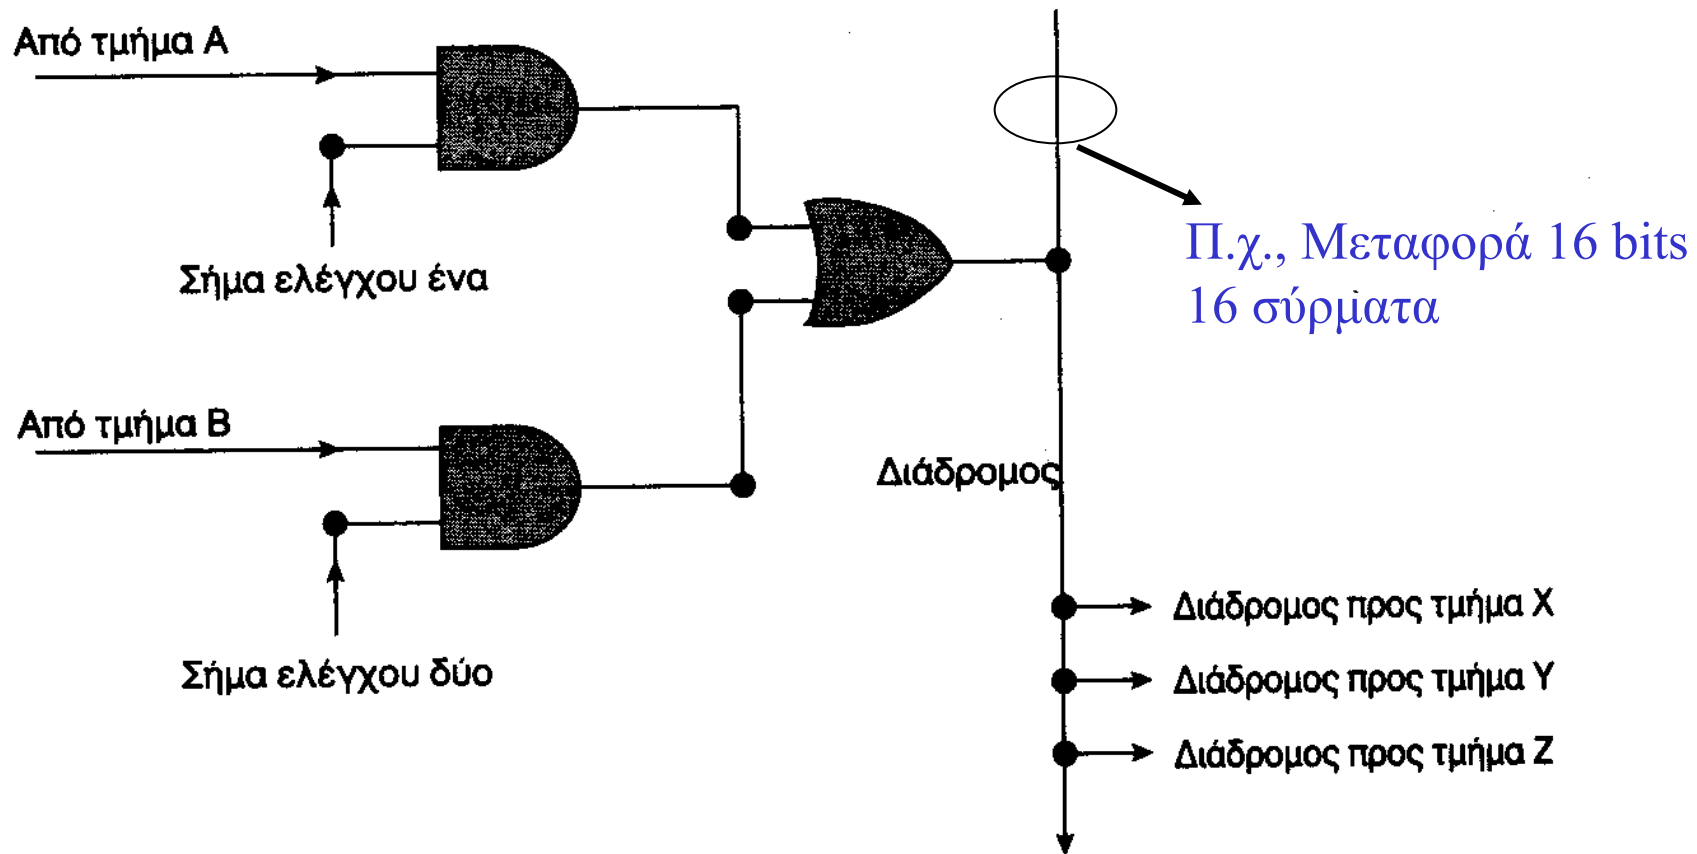 Από τμήμα Α
Σήμα ελέγχου ένα
Π.χ., Μεταφορά 16 bits
16 σύρματα
Από τμήμα Β
Διάδρομος
Σήμα ελέγχου δύο
Διάδρομος προς τμήμα Χ
Διάδρομος προς τμήμα Υ
Διάδρομος προς τμήμα Ζ